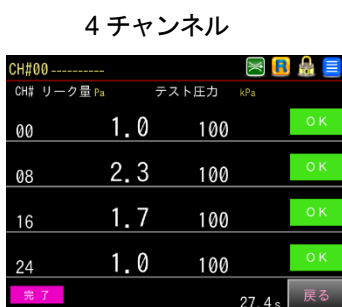 4チャンネル
CH#00 ----------
R
CH# リーク量 Pa テスト圧力 kPa
00 1.0 100 OK
08 2.3 100 OK
16 1.7 100 OK
24 1.0 100 OK
完了 27.4s 戻る